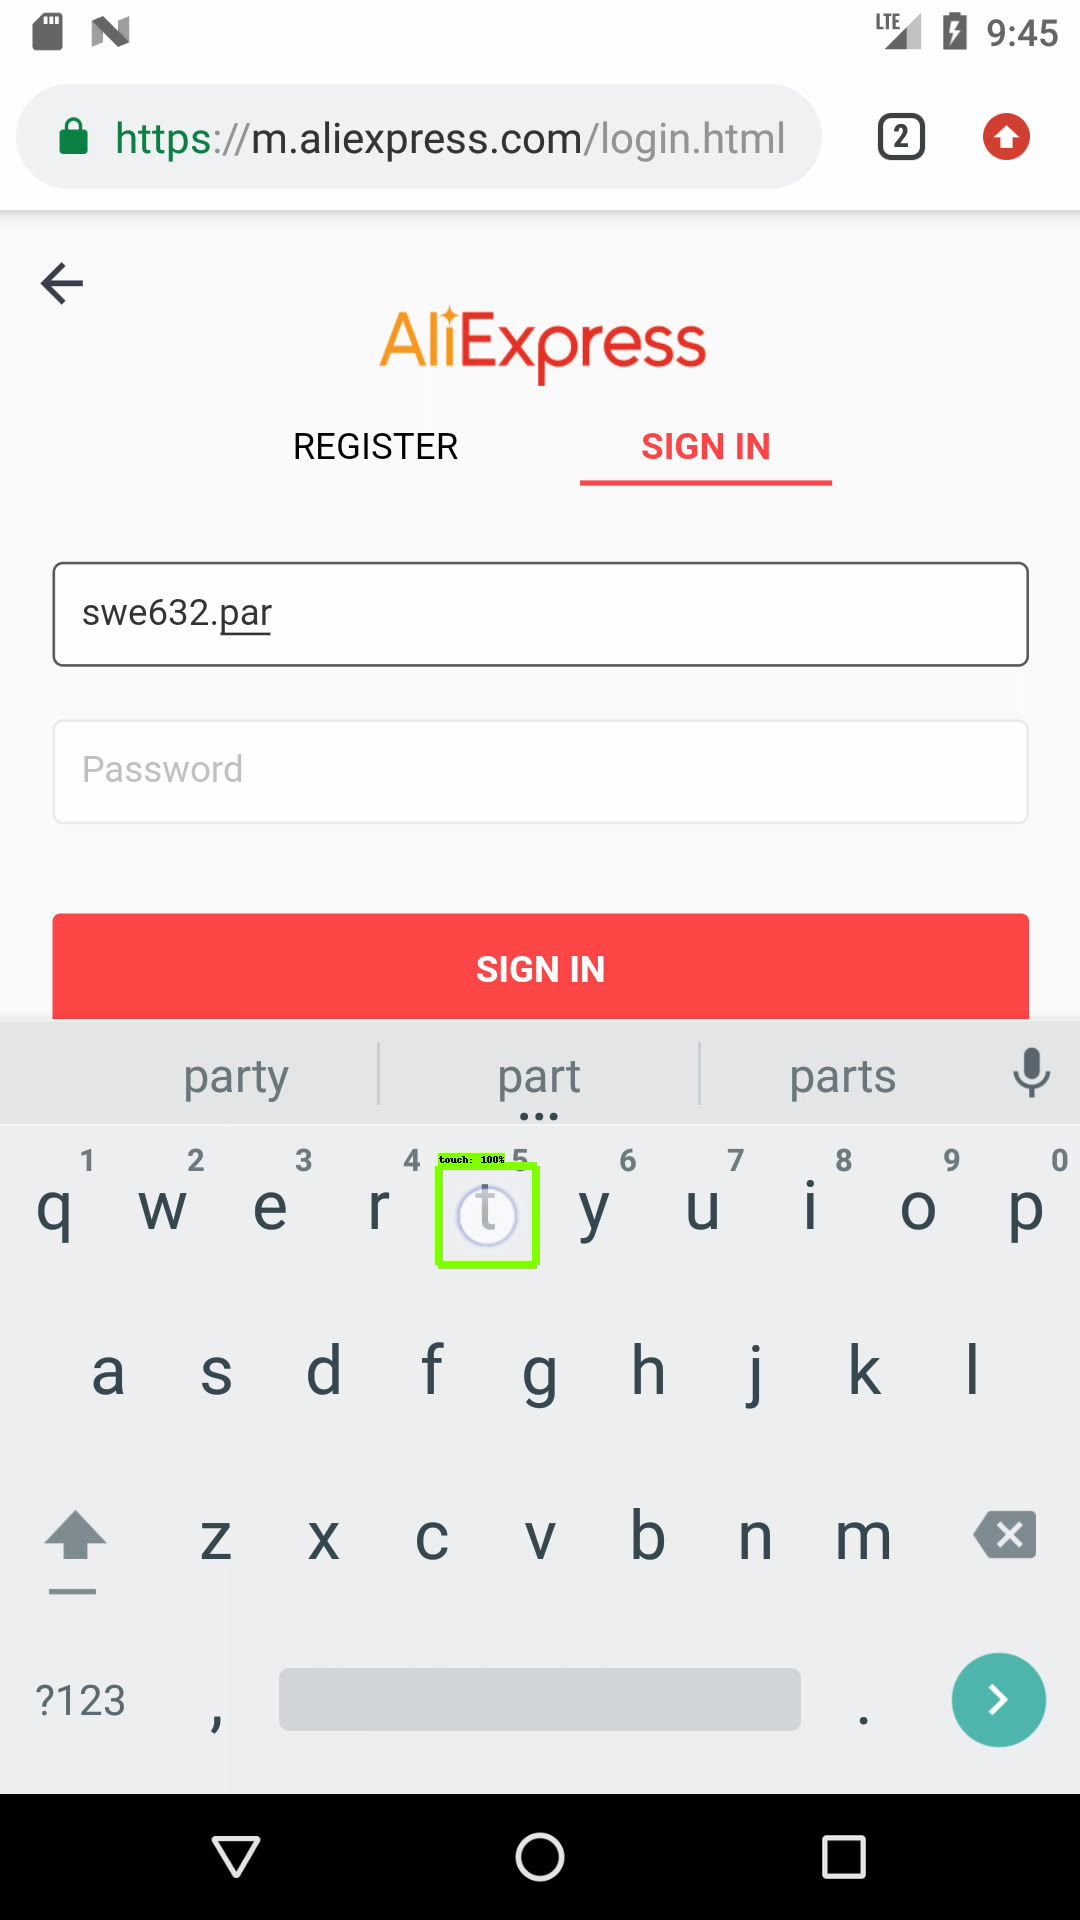 LTE 9:45
https://m.aliexpress.com/login.html 2
AliExpress
REGISTER SIGN IN
swe632.par
Password
SIGN IN
party part parts
touch: 100%
1 2 3 4 5 6 7 8 9 0
q w e r t y u i o p
a s d f g h j k l
z x c v b n m
?123 , .